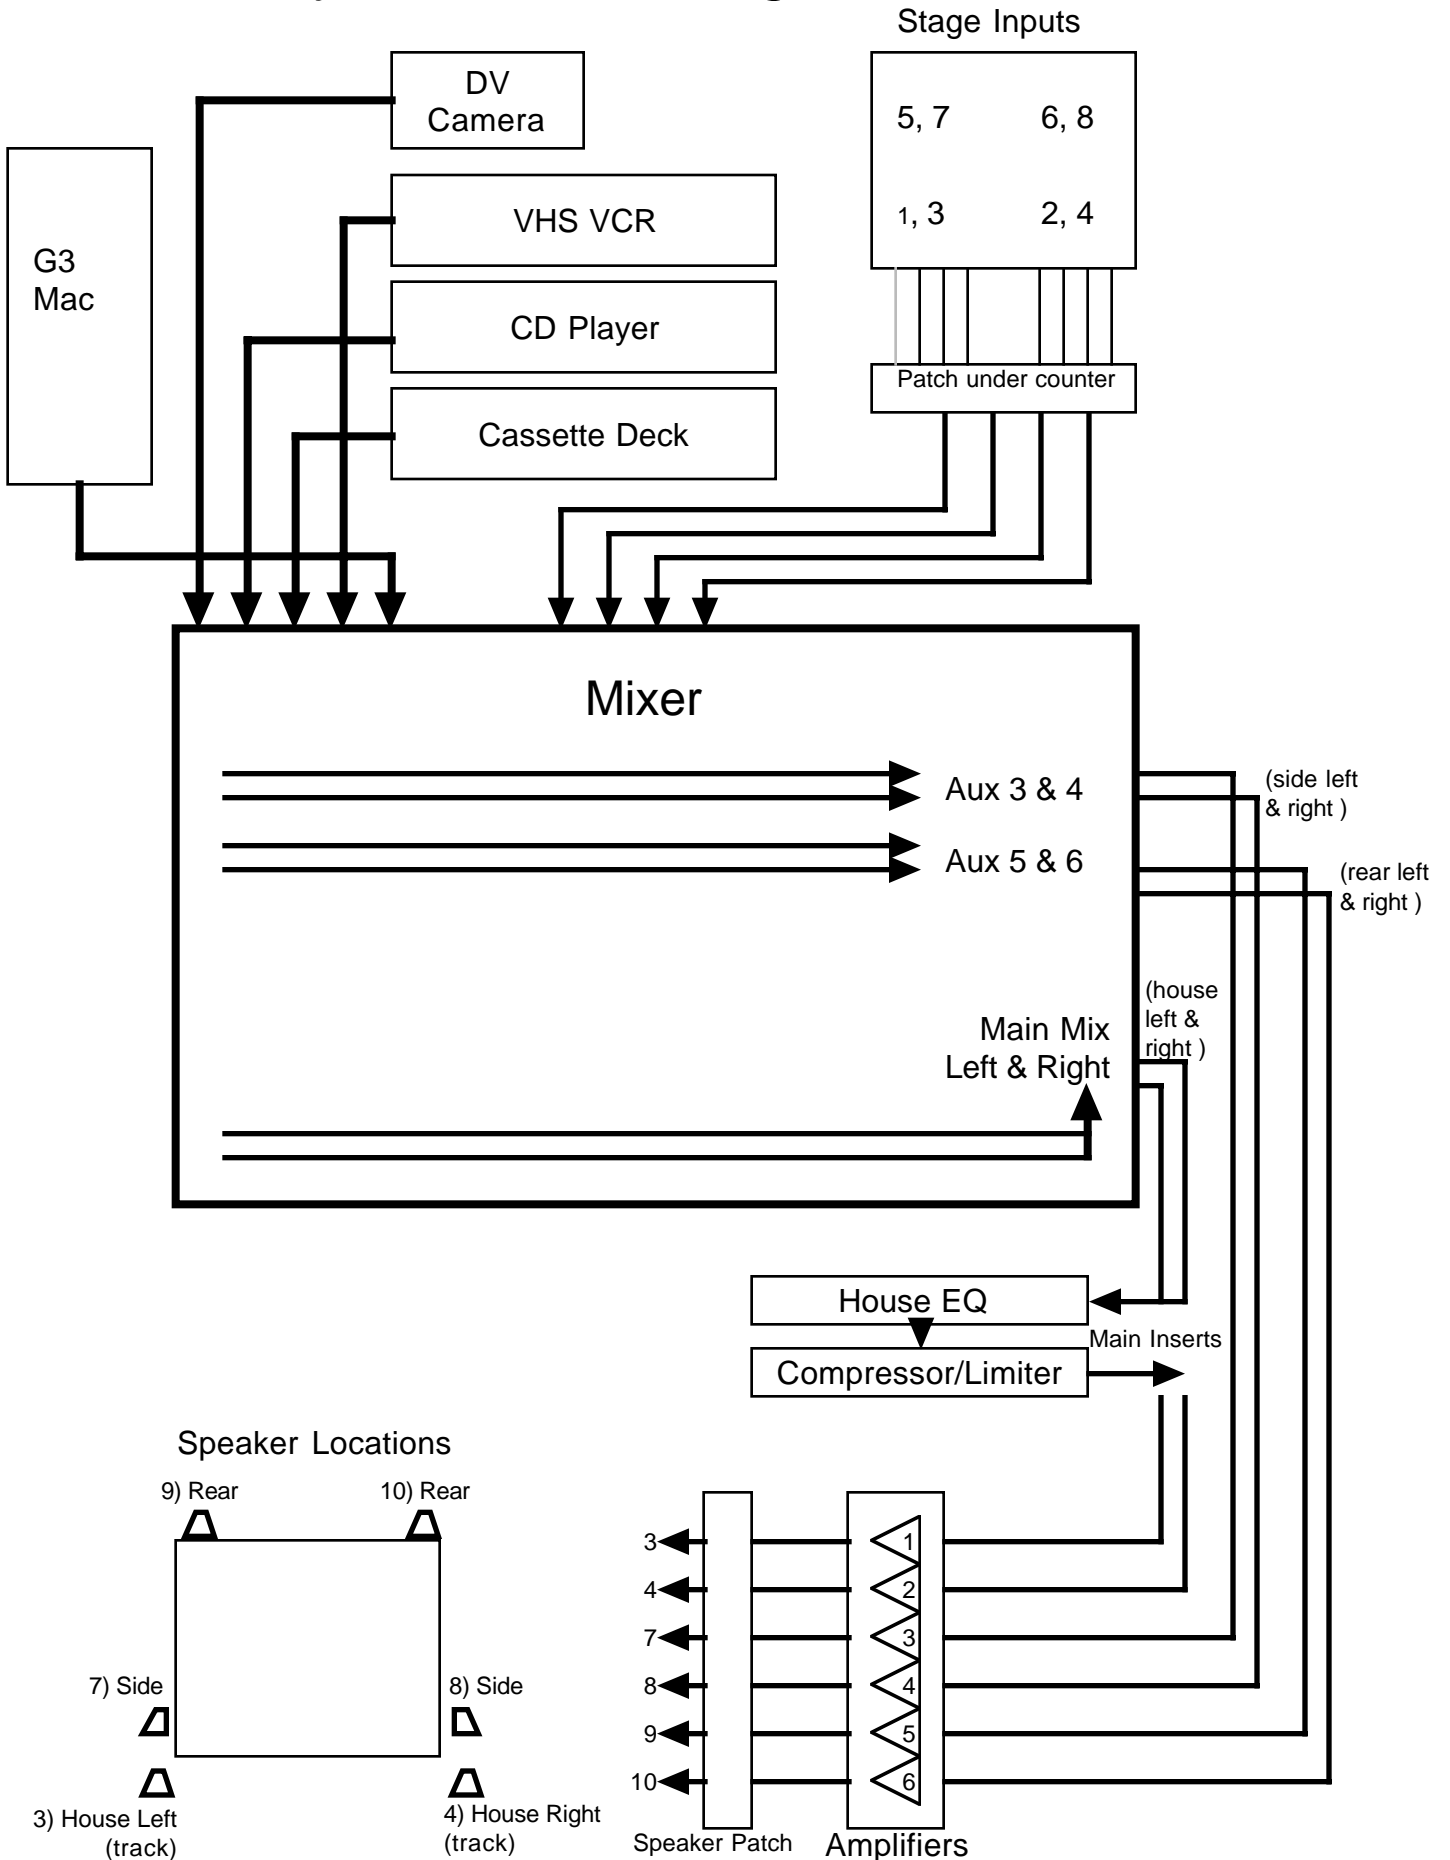 Stage Inputs
DV
Camera
5, 7
6, 8
VHS VCR
1, 3
2, 4
G3
Mac
CD Player
Patch under counter
Cassette Deck
Mixer
Aux 3 & 4
(side left
& right )
Aux 5 & 6
(rear left
& right )
(house
left &
right )
Main Mix
Left & Right
House EQ
Main Inserts
Compressor/Limiter
Speaker Locations
9) Rear
10) Rear
7) Side
8) Side
3) House Left
(track)
4) House Right
(track)
3
1
4
2
7
3
8
4
9
5
10
6
Speaker Patch
Amplifiers